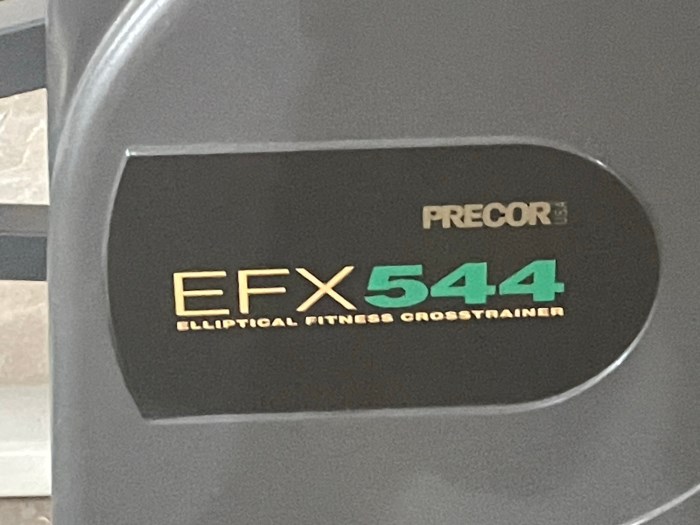 PRECOR USA
EFX544
ELLIPTICAL FITNESS CROSSTRAINER